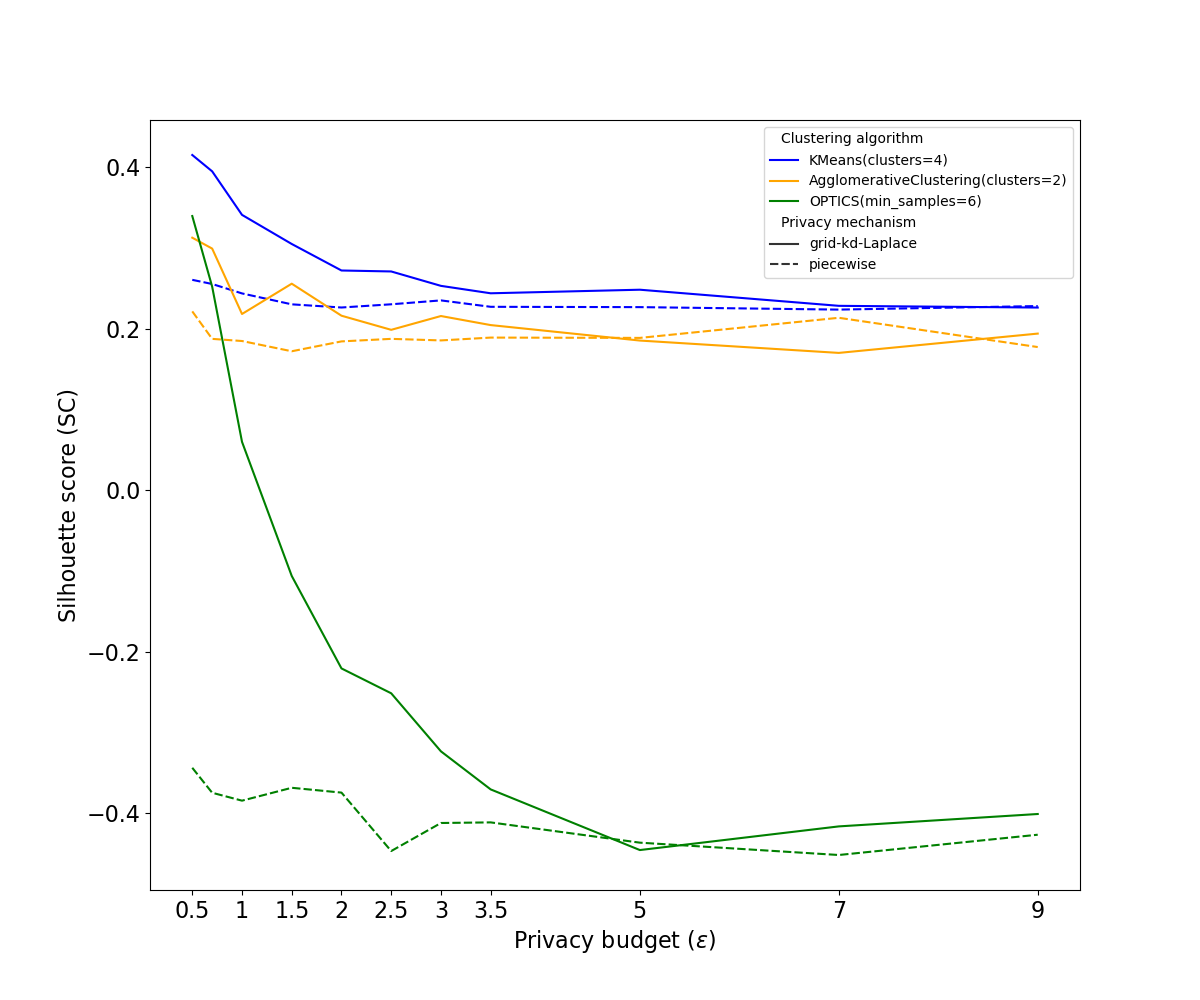 Clustering algorithm
KMeans(clusters=4)
AgglomerativeClustering(clusters=2)
OPTICS(min_samples=6)
Privacy mechanism
grid-kd-Laplace
piecewise
0.4
0.2
0.0
−0.2
−0.4
Silhouette score (SC)
0.5 1 1.5 2 2.5 3 3.5 5 7 9
Privacy budget (ε)